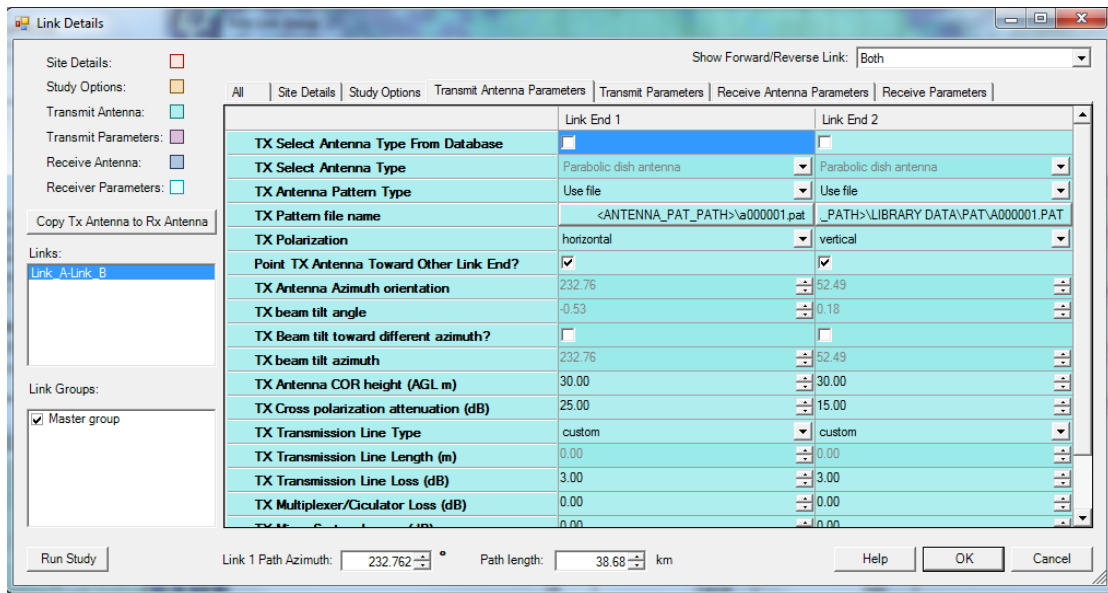 Link Details
Show Forward/Reverse Link: Both
Site Details:
Study Options:
Transmit Antenna:
Transmit Parameters:
Receive Antenna:
Receiver Parameters:
Copy Tx Antenna to Rx Antenna
Links:
Link_A-Link_B
Link Groups:
Master group
All Site Details Study Options Transmit Antenna Parameters Transmit Parameters Receive Antenna Parameters Receive Parameters
Link End 1 Link End 2
TX Select Antenna Type From Database
TX Select Antenna Type Parabolic dish antenna Parabolic dish antenna
TX Antenna Pattern Type Use file Use file
TX Pattern file name <ANTENNA_PAT_PATH>\a000001.pat _PATH>\LIBRARY DATA\PAT\A000001.PAT
TX Polarization horizontal vertical
Point TX Antenna Toward Other Link End?
TX Antenna Azimuth orientation 232.76 52.49
TX beam tilt angle -0.53 0.18
TX Beam tilt toward different azimuth?
TX beam tilt azimuth 232.76 52.49
TX Antenna COR height (AGL m) 30.00 30.00
TX Cross polarization attenuation (dB) 25.00 15.00
TX Transmission Line Type custom custom
TX Transmission Line Length (m) 0.00 0.00
TX Transmission Line Loss (dB) 3.00 3.00
TX Multiplexer/Ciculator Loss (dB) 0.00 0.00
0.00 0.00
Run Study Link 1 Path Azimuth: 232.762 ° Path length: 38.68 km Help OK Cancel